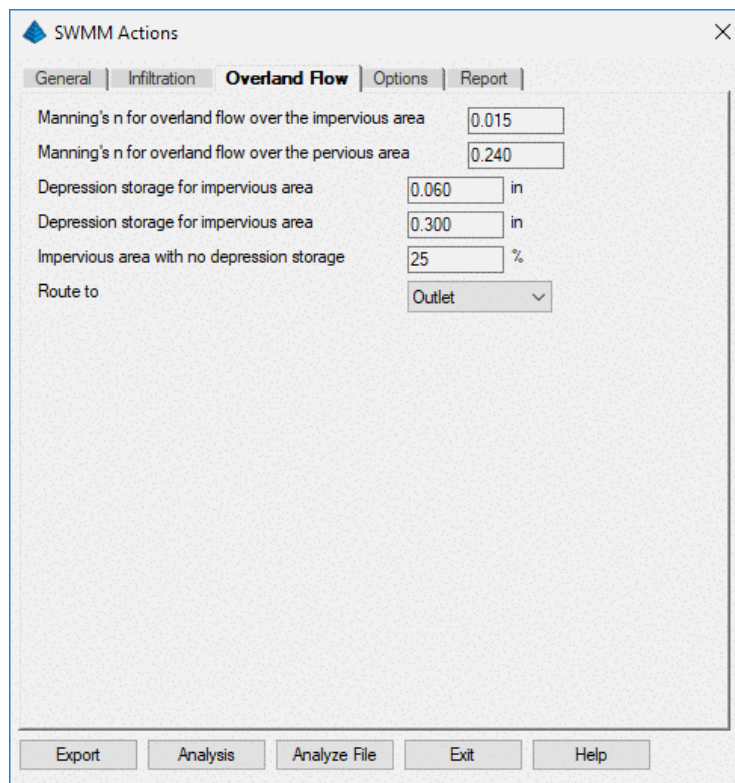 SWMM Actions
General Infiltration Overland Flow Options Report
Manning's n for overland flow over the impervious area 0.015
Manning's n for overland flow over the pervious area 0.240
Depression storage for impervious area 0.060 in
Depression storage for impervious area 0.300 in
Impervious area with no depression storage 25 %
Route to Outlet
Export Analysis Analyze File Exit Help